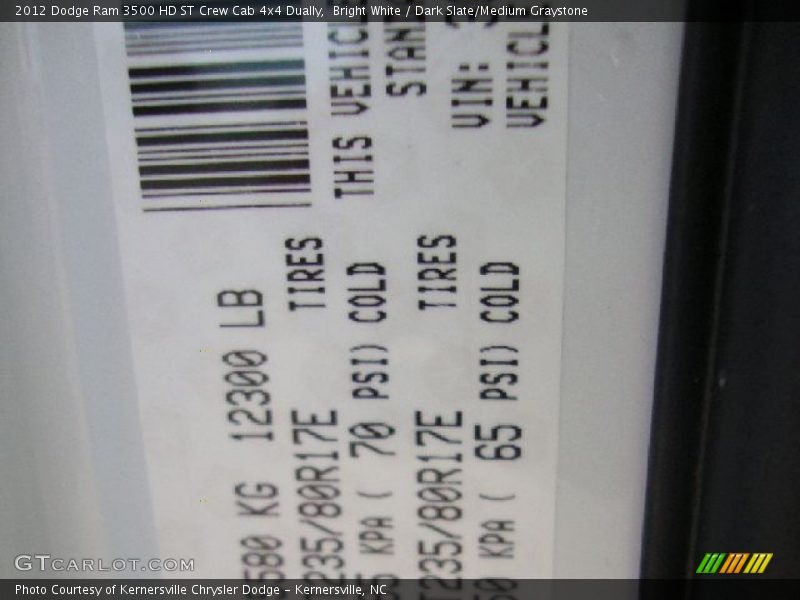 2012 Dodge Ram 3500 HD ST Crew Cab 4x4 Dually, Bright White / Dark Slate/Medium Graystone
580 KG 12300 LB
TIRES
235/80R17E
KPA ( 70 PSI) COLD
THIS VEHICLE
STAN
TIRES
235/80R17E
KPA ( 65 PSI) COLD
VIN:
VEHICL
GTCARLOT.COM
Photo Courtesy of Kernersville Chrysler Dodge – Kernersville, NC